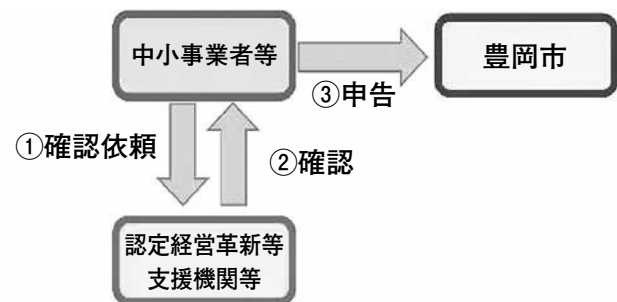 中小事業者等
豊岡市
③申告
①確認依頼
②確認
認定経営革新等
支援機関等